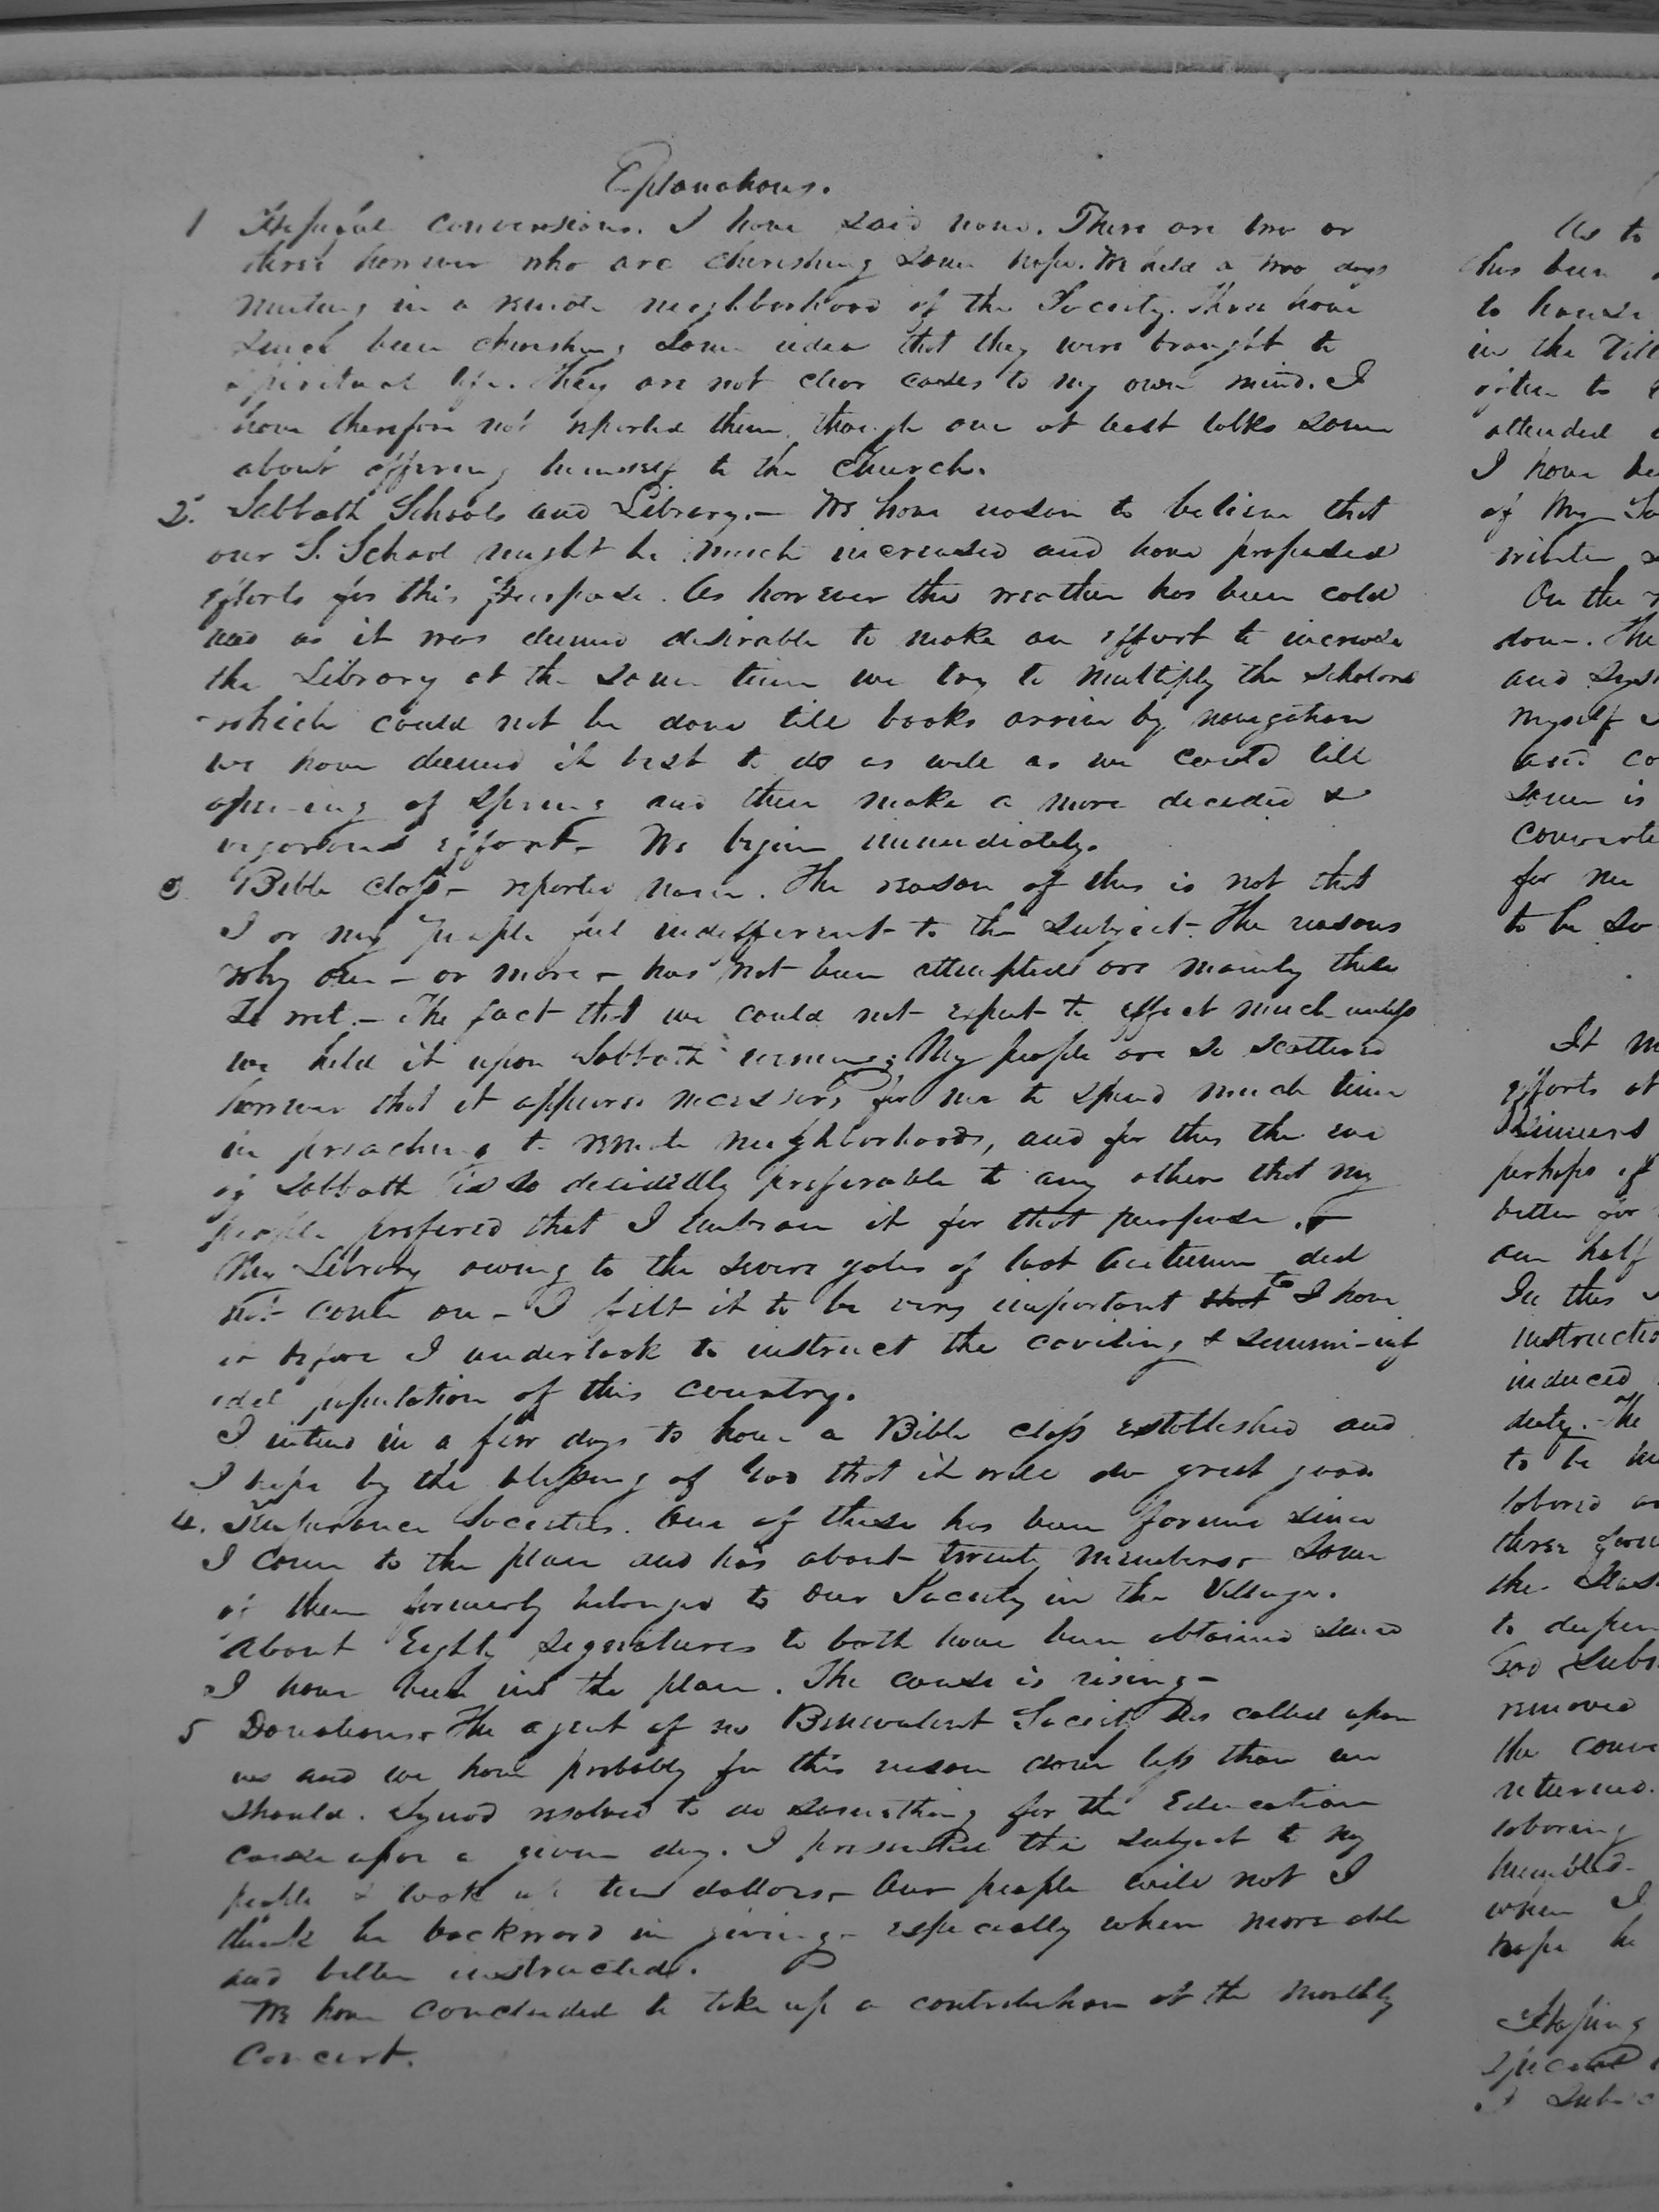 Explanations.
1 Hopeful conversions. I have said none. There are two or
three however who are cherishing some hope. We held a two days
meeting in a remote neighborhood of the Society. Three have
since been cherishing some idea that they were brought to
spiritual life. They are not clear cases to my own mind. I
have therefore not reported them, though one at least talks some
about offering himself to the Church.
2. Sabbath Schools and Library.- We have reason to believe that
our S. School might be much increased and have proposed
efforts for this purpose. As however the weather has been cold
and as it was deemed desirable to make an effort to increase
the Library at the same time we try to multiply the scholars
which could not be done till books arrive by navigation
we have deemed it best to do as well as we could till
opening of Spring and then make a more decided &
vigorous effort- We begin immediately.
3 Bible class- reported none. The reason of this is not that
I or my people feel indifferent to the subject- The reasons
why one - or more - has not been attempted are mainly these
To wit.- The fact that we could not expect to effect much unless
we held it upon Sabbath evening; My people are so scattered
however that it appeared necessary for me to spend much time
in preaching to remote neighborhoods, and for this the eve
of Sabbath is so decidedly preferable to any other that my
people prefered that I embrace it for that purpose. &
My Library owing to the severe gales of last Autumn did
not come on - I felt it to be very important that to I have
it before I undertook to instruct the caviling & semmi-inf
idel population of this country.
I intend in a few days to have a Bible class established and
I hope by the blessing of God that it will do great good
4. Temperance Societies. One of these has been formed since
I came to the place and has about twenty members- Some
of them formerly belonged to our Society in the Village.
About Eighty signatures to both have been obtained since
I have been in the place. The cause is rising-
5 Donations- The agent of no Benevolent Society has called upon
us and we have probably for this reason done less than we
should. Synod resolved to do something for the Education
cause upon a given day. I presented the subject to my
people & took up ten dollars- Our people will not I
think be backward in giving- especially when more able
and better instructed.
We have concluded to take up a contribution at the monthly
Concert.
As to
has been
to house
in the Vill
often to
attended
I have
of My
winter
On the
done. The
and
myself
and co
Some is
converte
for me
to be so
It m
efforts at
Sinners
perhaps if
better for
one half
In this
instructio
induced
duty.- The
to be
labored
three
the
to deepen
God Subs
removed
the conve
returned.
laboring
humbled-
when I
hope he
Hoping
special
I Subsc